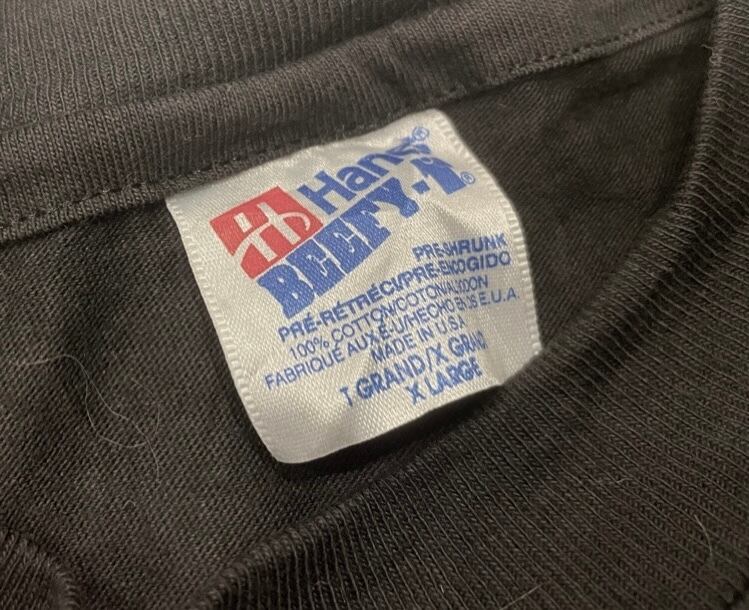 Hanes®
BEEFY-T®
PRE-SHRUNK
PRÉ-RÉTRÉCI/PRE-ENCOGIDO
100% COTTON/COTON/ALGODON
FABRIQUÉ AUX É-U/HECHO EN LOS E.U.A.
MADE IN U.S.A.
T GRAND/X GRAND
X LARGE